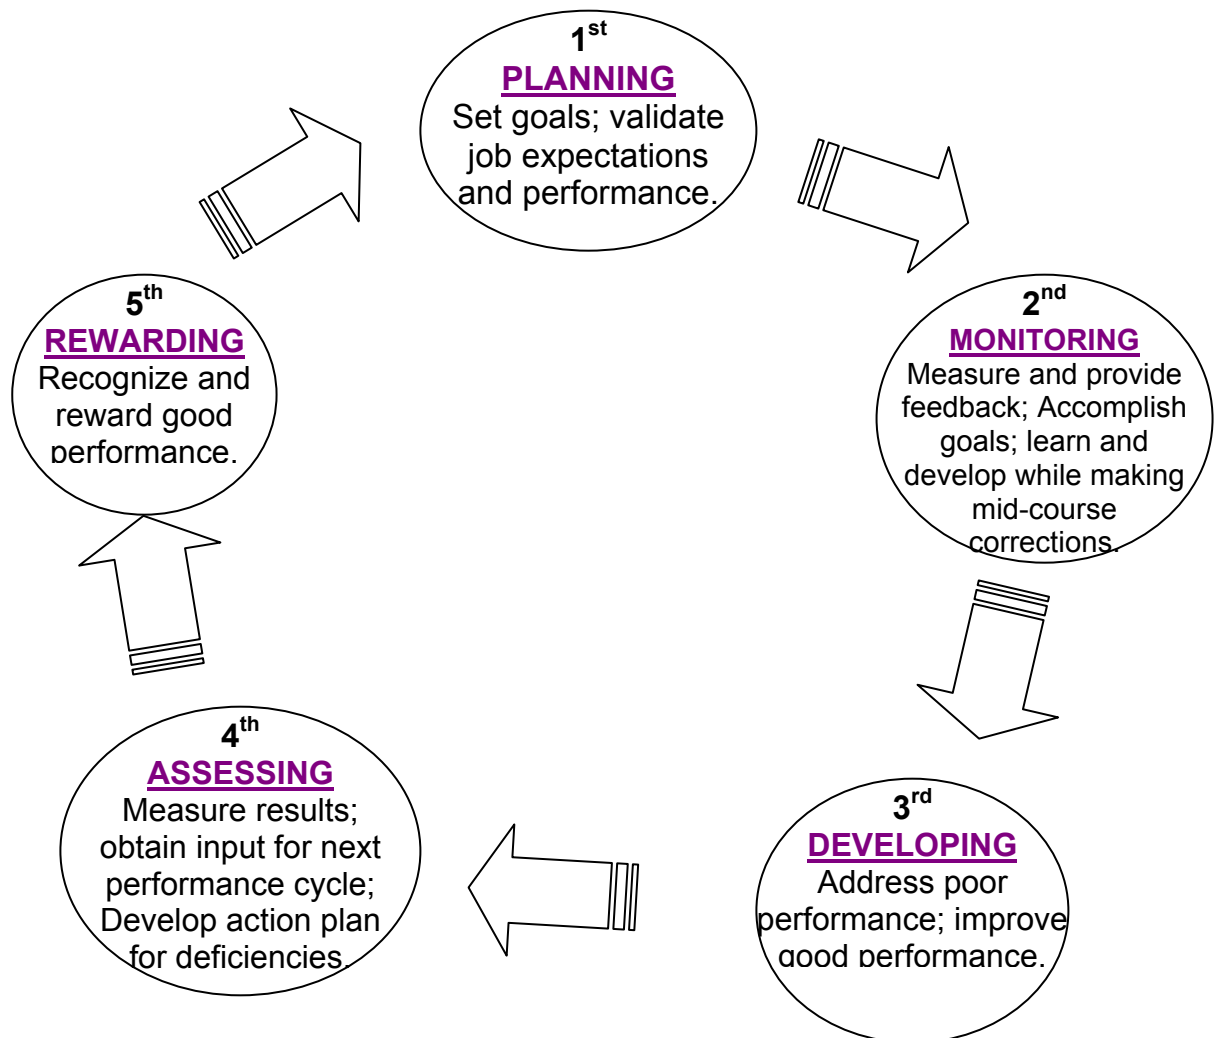 1st
PLANNING
Set goals; validate
job expectations
and performance.
2nd
MONITORING
Measure and provide
feedback; Accomplish
goals; learn and
develop while making
mid-course
corrections.
3rd
DEVELOPING
Address poor
performance; improve
good performance.
4th
ASSESSING
Measure results;
obtain input for next
performance cycle;
Develop action plan
for deficiencies.
5th
REWARDING
Recognize and
reward good
performance.